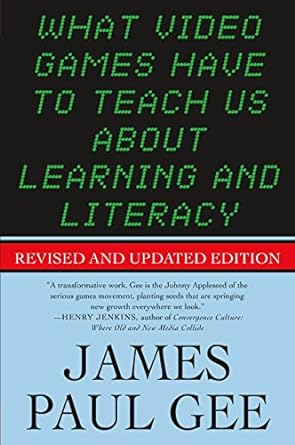 WHAT VIDEO
GAMES HAVE
TO TEACH US
ABOUT
LEARNING AND
LITERACY
REVISED AND UPDATED EDITION
"A transformative work. Gee is the Johnny Appleseed of the
serious games movement, planting seeds that are springing
new growth everywhere we look."
—HENRY JENKINS, author of Convergence Culture:
Where Old and New Media Collide
JAMES
PAUL GEE